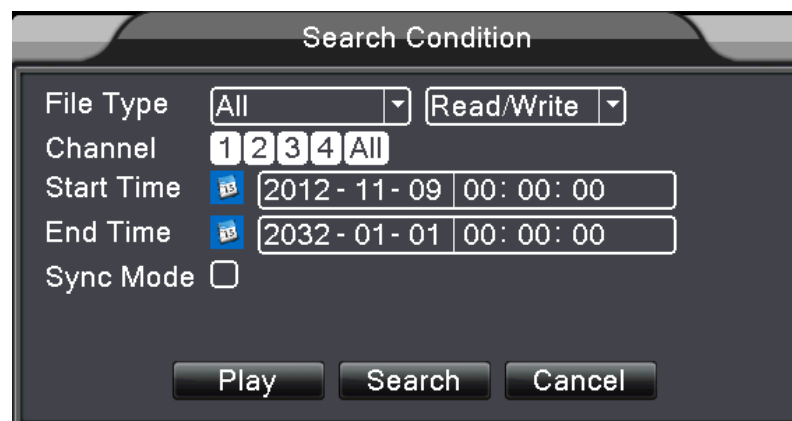 Search Condition
File Type All Read/Write
Channel 1 2 3 4 All
Start Time 2012 - 11 - 09 00: 00: 00
End Time 2032 - 01 - 01 00: 00: 00
Sync Mode
Play Search Cancel